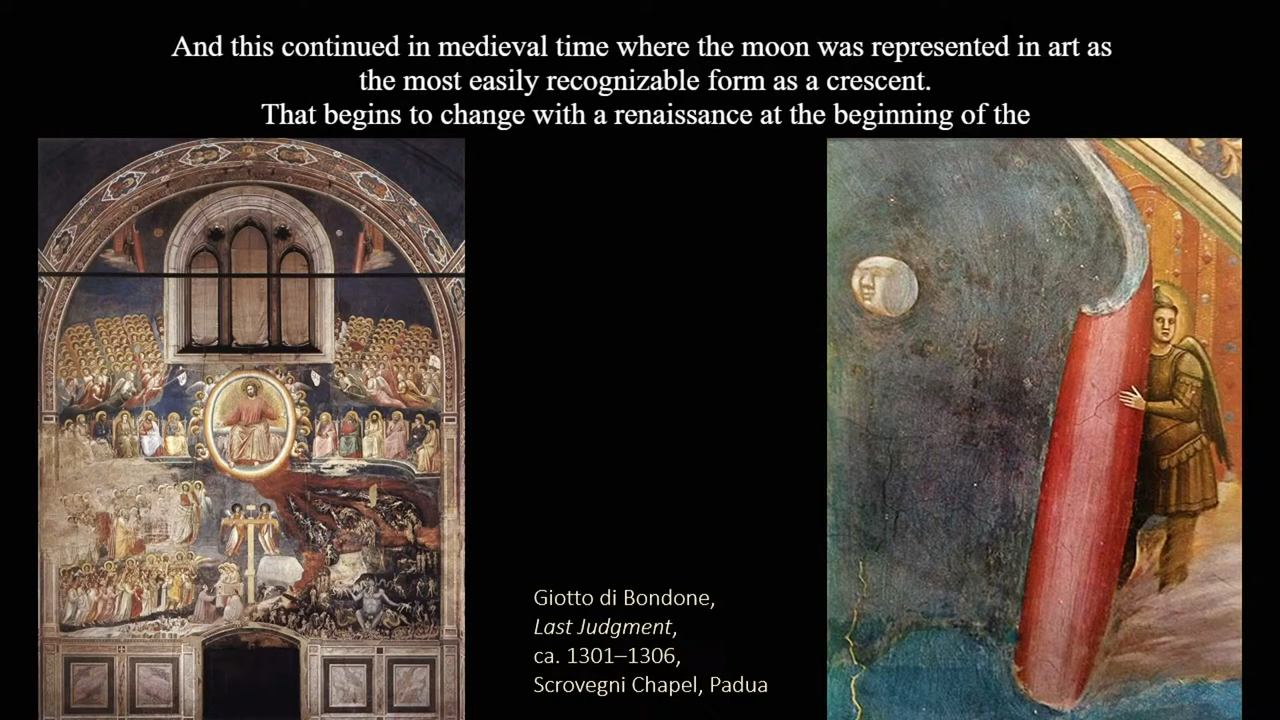 And this continued in medieval time where the moon was represented in art as
the most easily recognizable form as a crescent.
That begins to change with a renaissance at the beginning of the
Giotto di Bondone,
Last Judgment,
ca. 1301–1306,
Scrovegni Chapel, Padua